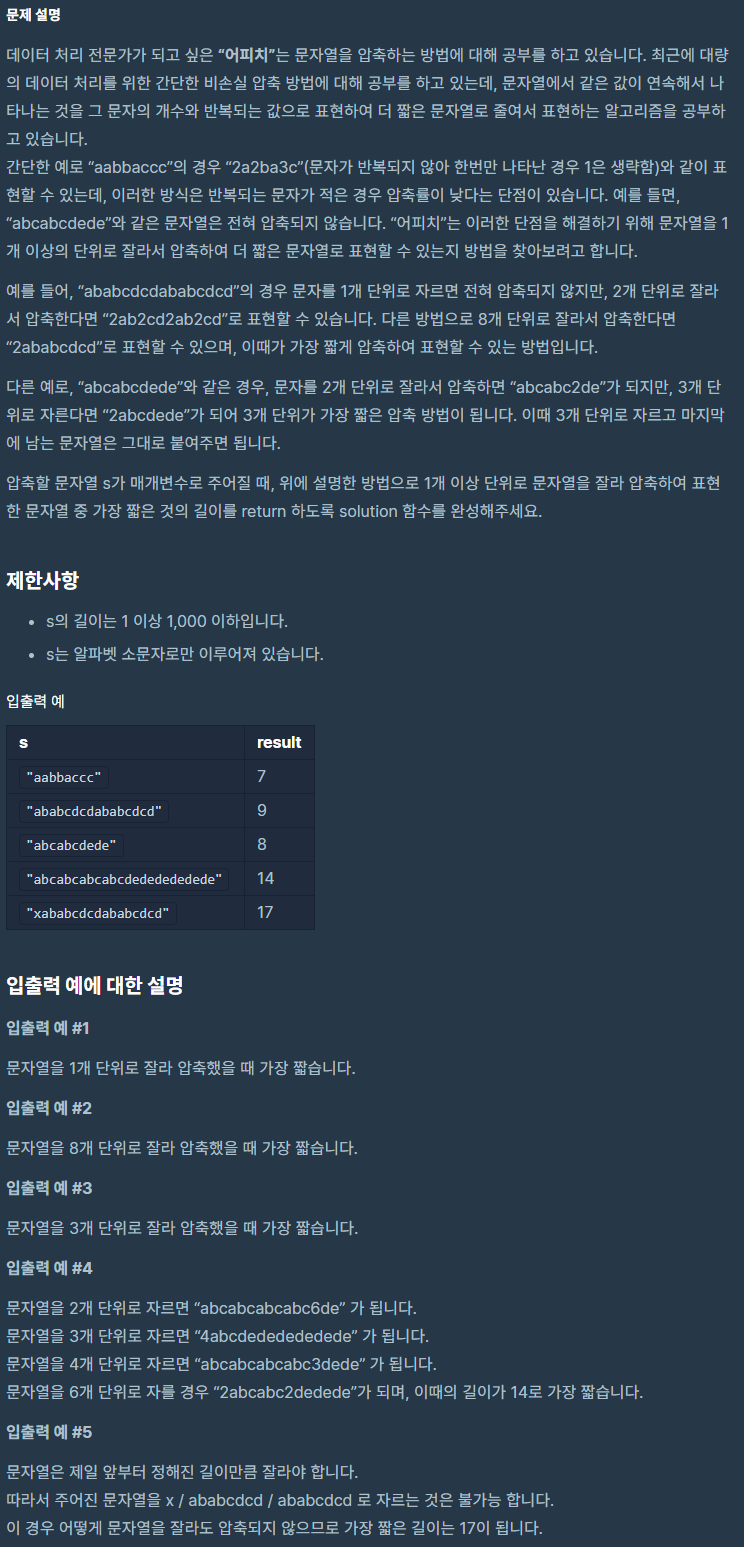 문제 설명
데이터 처리 전문가가 되고 싶은 “어피치”는 문자열을 압축하는 방법에 대해 공부를 하고 있습니다. 최근에 대량
의 데이터 처리를 위한 간단한 비손실 압축 방법에 대해 공부를 하고 있는데, 문자열에서 같은 값이 연속해서 나
타나는 것을 그 문자의 개수와 반복되는 값으로 표현하여 더 짧은 문자열로 줄여서 표현하는 알고리즘을 공부하
고 있습니다.
간단한 예로 “aabbaccc”의 경우 “2a2ba3c”(문자가 반복되지 않아 한번만 나타난 경우 1은 생략함)와 같이 표
현할 수 있는데, 이러한 방식은 반복되는 문자가 적은 경우 압축률이 낮다는 단점이 있습니다. 예를 들면,
“abcabcdede”와 같은 문자열은 전혀 압축되지 않습니다. “어피치”는 이러한 단점을 해결하기 위해 문자열을 1
개 이상의 단위로 잘라서 압축하여 더 짧은 문자열로 표현할 수 있는지 방법을 찾아보려고 합니다.
예를 들어, “ababcdcdababcdcd”의 경우 문자를 1개 단위로 자르면 전혀 압축되지 않지만, 2개 단위로 잘라
서 압축한다면 “2ab2cd2ab2cd”로 표현할 수 있습니다. 다른 방법으로 8개 단위로 잘라서 압축한다면
“2ababcdcd”로 표현할 수 있으며, 이때가 가장 짧게 압축하여 표현할 수 있는 방법입니다.
다른 예로, “abcabcdede”와 같은 경우, 문자를 2개 단위로 잘라서 압축하면 “abcabc2de”가 되지만, 3개 단
위로 자른다면 “2abcdede”가 되어 3개 단위가 가장 짧은 압축 방법이 됩니다. 이때 3개 단위로 자르고 마지막
에 남는 문자열은 그대로 붙여주면 됩니다.
압축할 문자열 s가 매개변수로 주어질 때, 위에 설명한 방법으로 1개 이상 단위로 문자열을 잘라 압축하여 표현
한 문자열 중 가장 짧은 것의 길이를 return 하도록 solution 함수를 완성해주세요.
제한사항
• s의 길이는 1 이상 1,000 이하입니다.
• s는 알파벳 소문자로만 이루어져 있습니다.
입출력 예
s result
"aabbaccc" 7
"ababcdcdababcdcd" 9
"abcabcdede" 8
"abcabcabcabcdededededede" 14
"xababcdcdababcdcd" 17
입출력 예에 대한 설명
입출력 예 #1
문자열을 1개 단위로 잘라 압축했을 때 가장 짧습니다.
입출력 예 #2
문자열을 8개 단위로 잘라 압축했을 때 가장 짧습니다.
입출력 예 #3
문자열을 3개 단위로 잘라 압축했을 때 가장 짧습니다.
입출력 예 #4
문자열을 2개 단위로 자르면 “abcabcabcabc6de” 가 됩니다.
문자열을 3개 단위로 자르면 “4abcdededededede” 가 됩니다.
문자열을 4개 단위로 자르면 “abcabcabcabc3dede” 가 됩니다.
문자열을 6개 단위로 자를 경우 “2abcabc2dedede”가 되며, 이때의 길이가 14로 가장 짧습니다.
입출력 예 #5
문자열은 제일 앞부터 정해진 길이만큼 잘라야 합니다.
따라서 주어진 문자열을 x / ababcdcd / ababcdcd 로 자르는 것은 불가능 합니다.
이 경우 어떻게 문자열을 잘라도 압축되지 않으므로 가장 짧은 길이는 17이 됩니다.